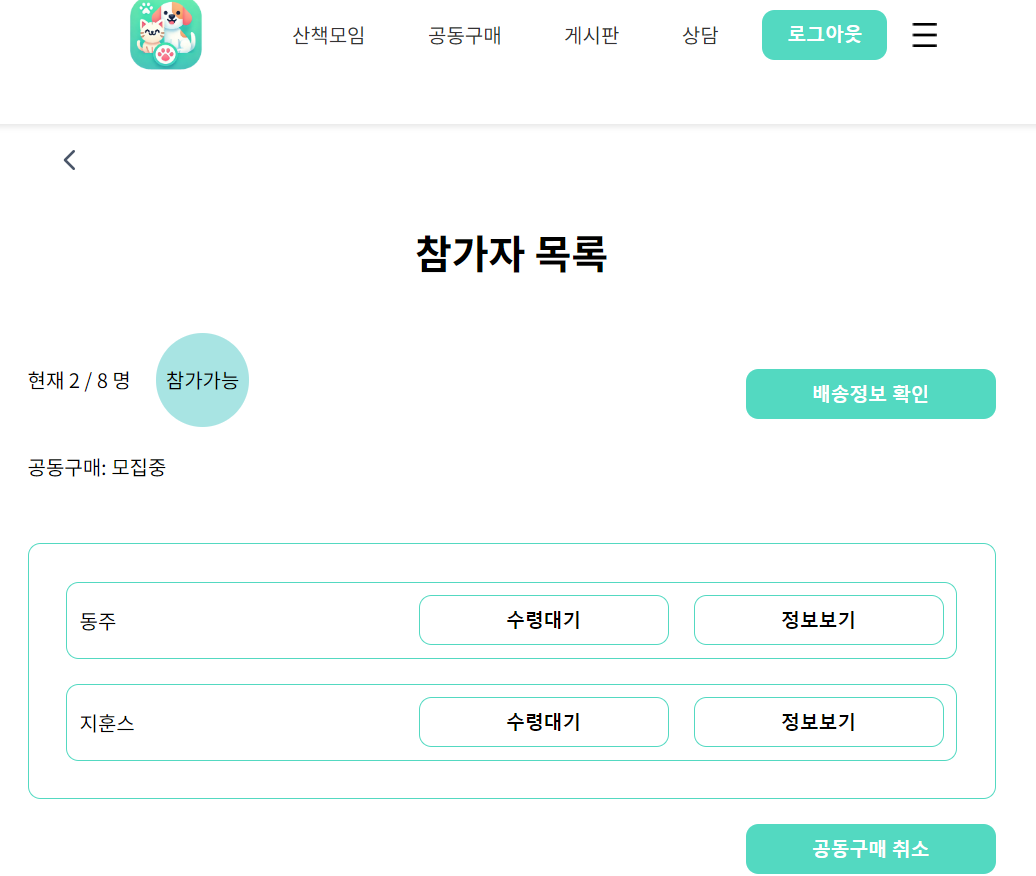 산책모임 공동구매 게시판 상담 로그아웃
참가자 목록
현재 2 / 8 명 참가가능
배송정보 확인
공동구매: 모집중
동주 수령대기 정보보기
지훈스 수령대기 정보보기
공동구매 취소